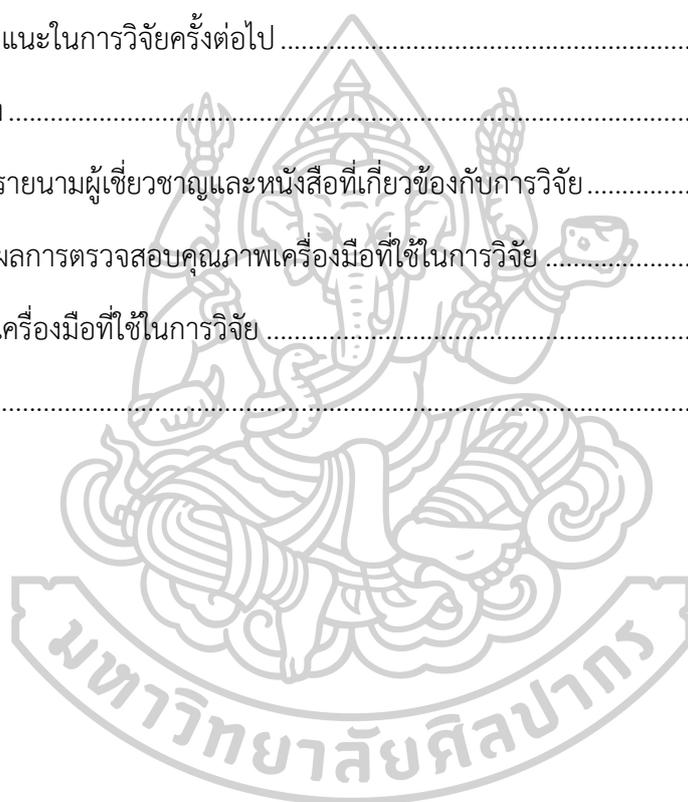 แนะในการวิจัยครั้งต่อไป ................................................................
................................................................................................
รายนามผู้เชี่ยวชาญและหนังสือที่เกี่ยวข้องกับการวิจัย ................
ผลการตรวจสอบคุณภาพเครื่องมือที่ใช้ในการวิจัย ......................
เครื่องมือที่ใช้ในการวิจัย ................................................................
................................................................................................
มหาวิทยาลัยศิลปากร